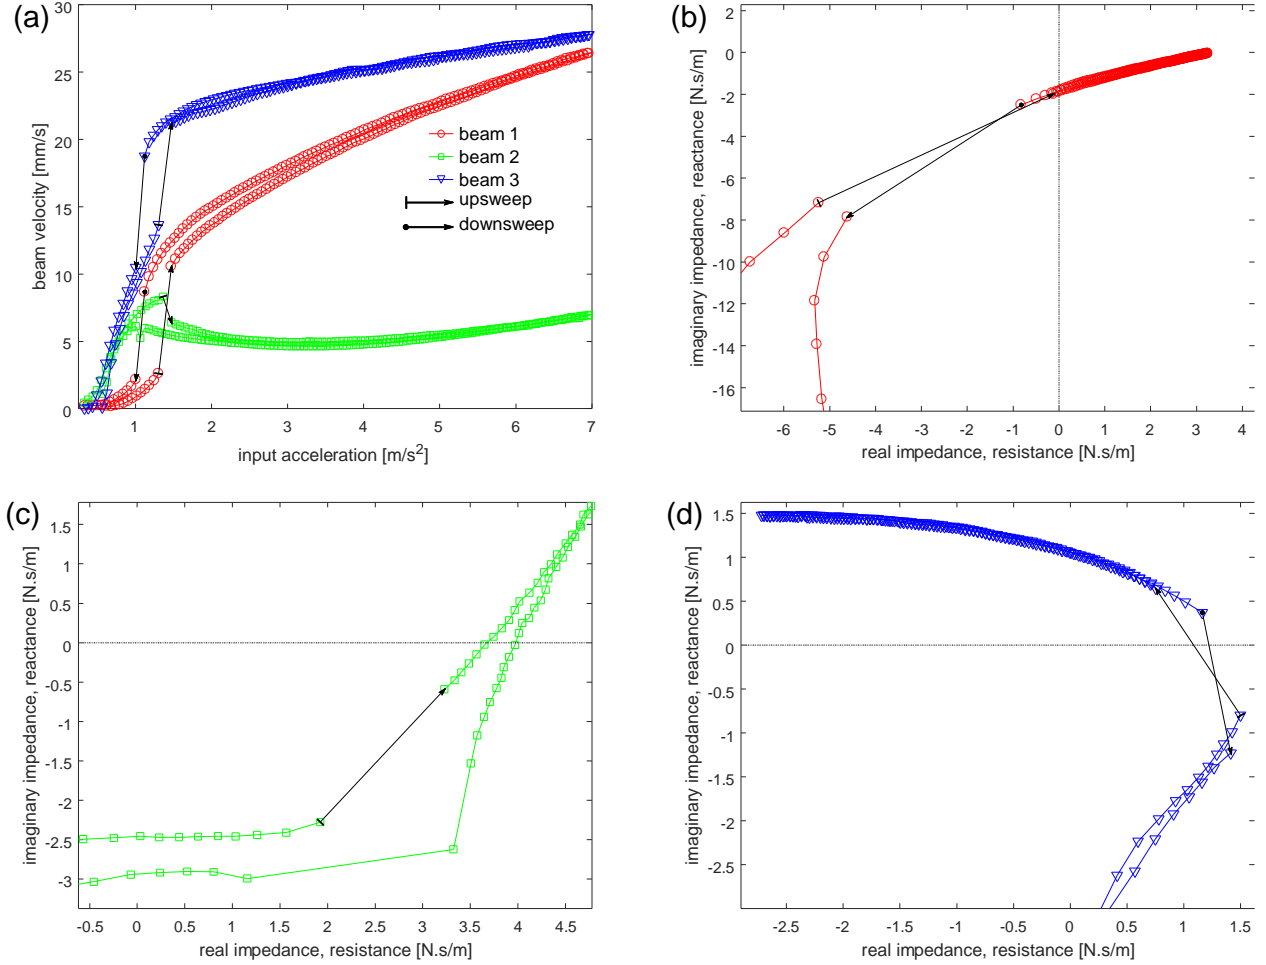 (a)
30
25
20
15
10
5
0
beam velocity [mm/s]
1 2 3 4 5 6 7
input acceleration [m/s²]
beam 1
beam 2
beam 3
upsweep
downsweep
(b)
2
0
-2
-4
-6
-8
-10
-12
-14
-16
imaginary impedance, reactance [N.s/m]
-6 -5 -4 -3 -2 -1 0 1 2 3 4
real impedance, resistance [N.s/m]
(c)
1.5
1
0.5
0
-0.5
-1
-1.5
-2
-2.5
-3
imaginary impedance, reactance [N.s/m]
-0.5 0 0.5 1 1.5 2 2.5 3 3.5 4 4.5
real impedance, resistance [N.s/m]
(d)
1.5
1
0.5
0
-0.5
-1
-1.5
-2
-2.5
imaginary impedance, reactance [N.s/m]
-2.5 -2 -1.5 -1 -0.5 0 0.5 1 1.5
real impedance, resistance [N.s/m]